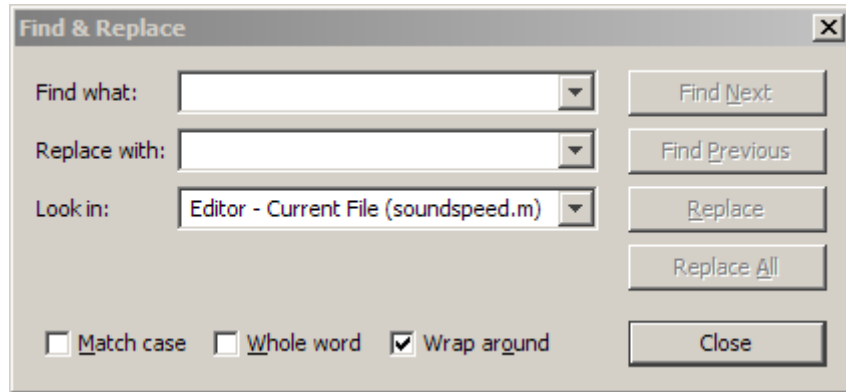 Find & Replace
Find what:
Find Next
Replace with:
Find Previous
Look in:
Editor - Current File (soundspeed.m)
Replace
Replace All
Match case
Whole word
Wrap around
Close